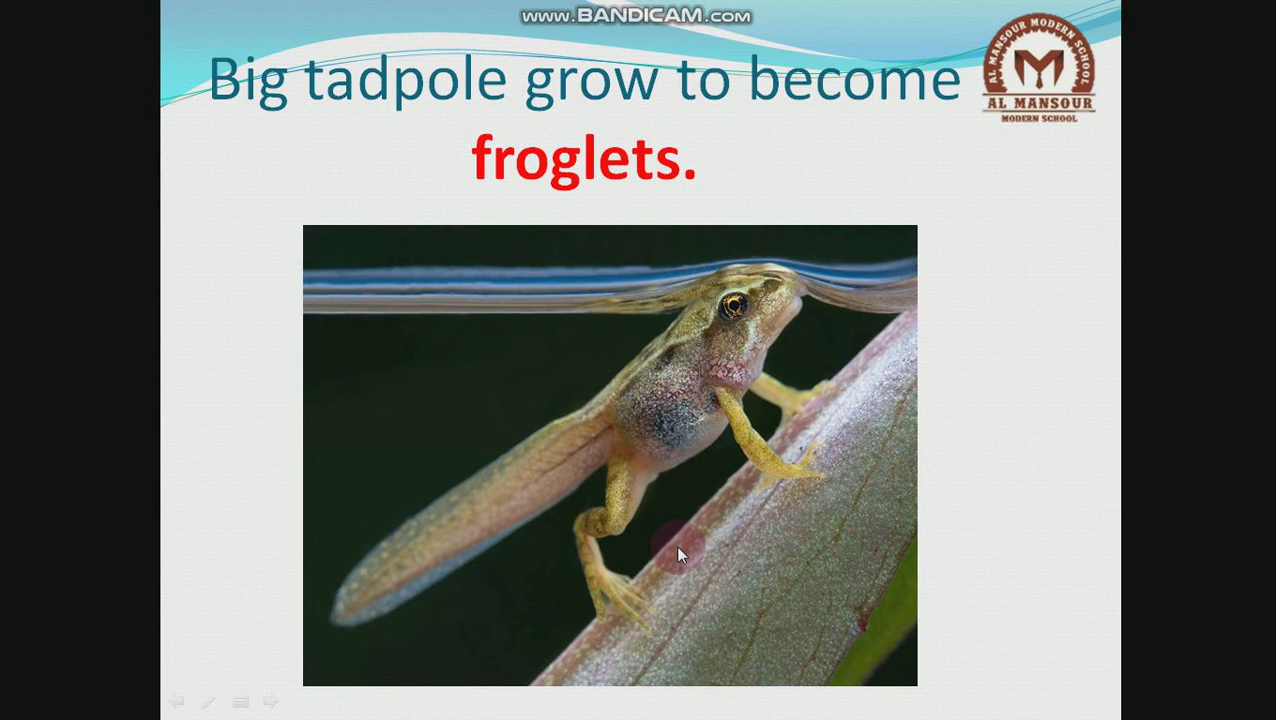 www.BANDICAM.com
Big tadpole grow to become
froglets.
AL MANSOUR MODERN SCHOOL
M
AL MANSOUR
MODERN SCHOOL